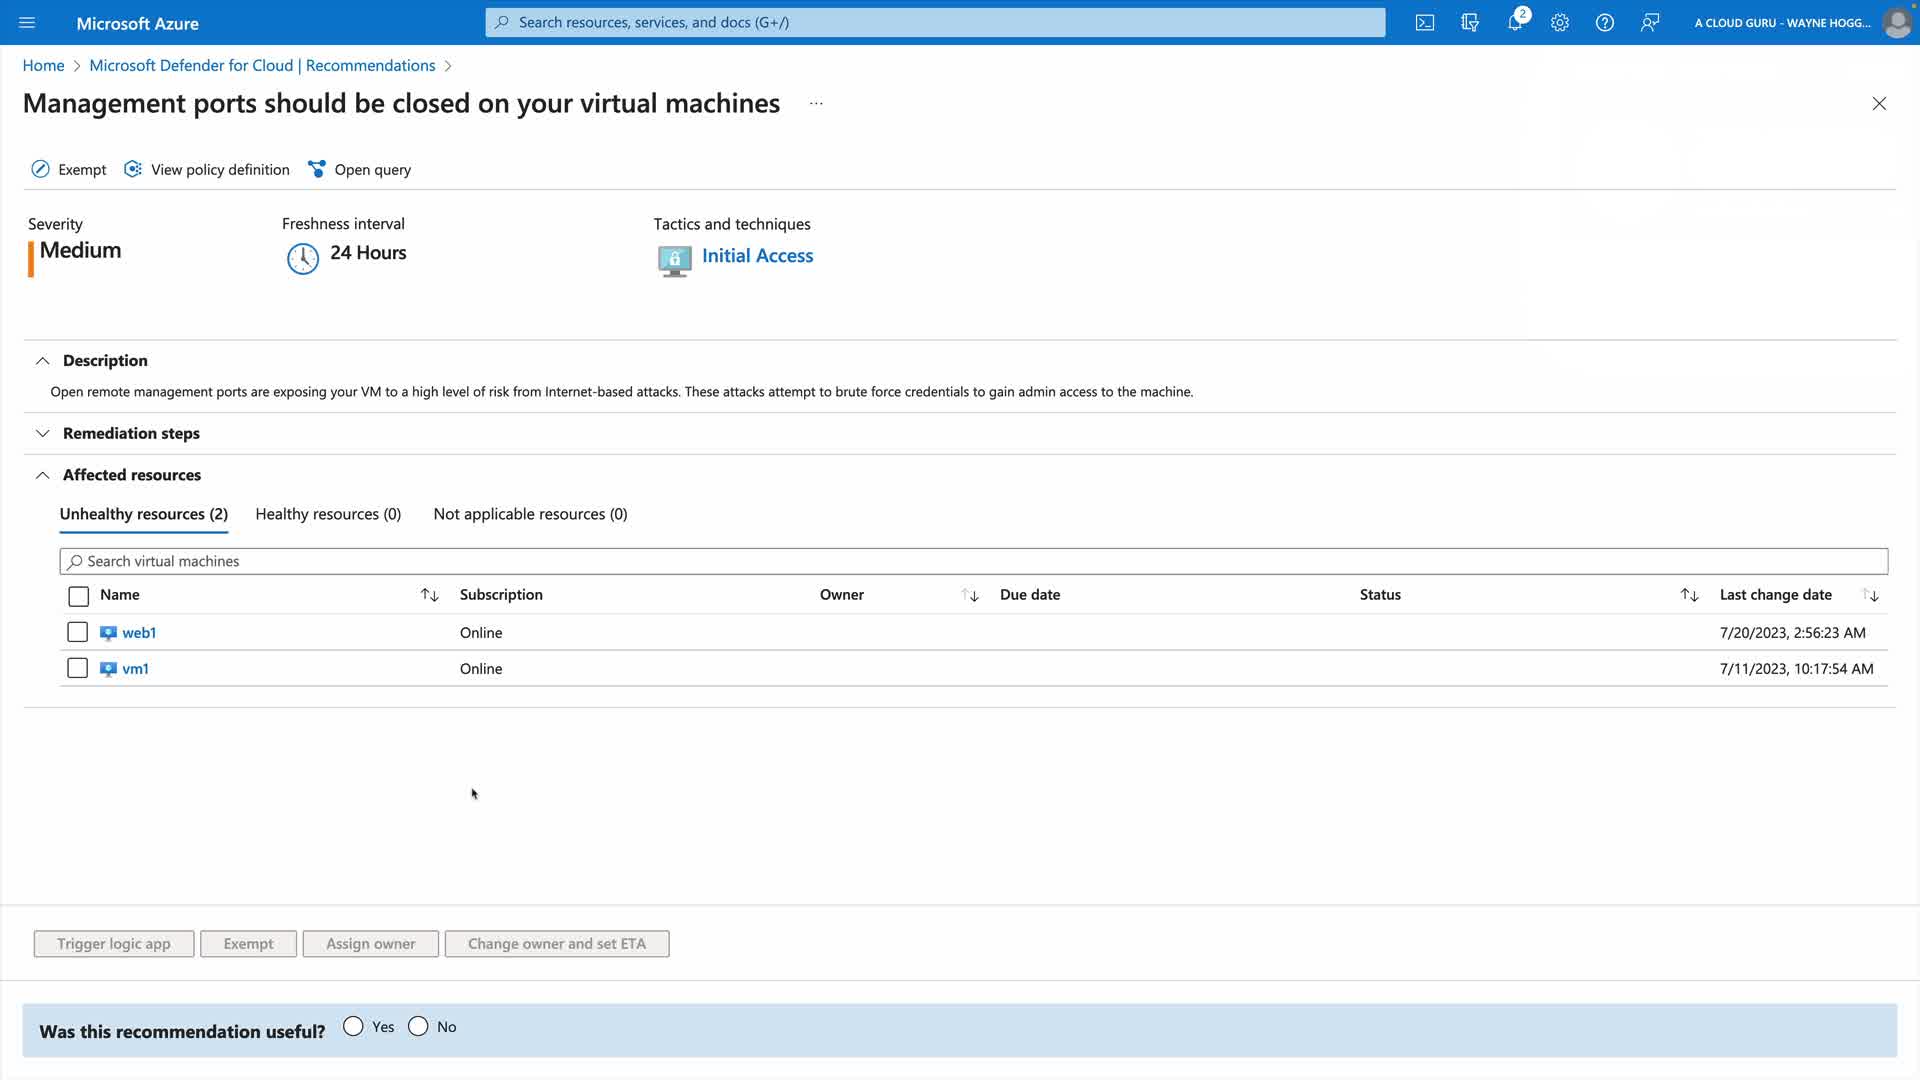 Microsoft Azure
Search resources, services, and docs (G+/)
2
A CLOUD GURU - WAYNE HOGG...
Home > Microsoft Defender for Cloud | Recommendations >
Management ports should be closed on your virtual machines ...
Exempt View policy definition Open query
Severity Freshness interval Tactics and techniques
Medium 24 Hours Initial Access
Description
Open remote management ports are exposing your VM to a high level of risk from Internet-based attacks. These attacks attempt to brute force credentials to gain admin access to the machine.
Remediation steps
Affected resources
Unhealthy resources (2) Healthy resources (0) Not applicable resources (0)
Search virtual machines
Name Subscription Owner Due date Status Last change date
web1 Online 7/20/2023, 2:56:23 AM
vm1 Online 7/11/2023, 10:17:54 AM
Trigger logic app Exempt Assign owner Change owner and set ETA
Was this recommendation useful? Yes No